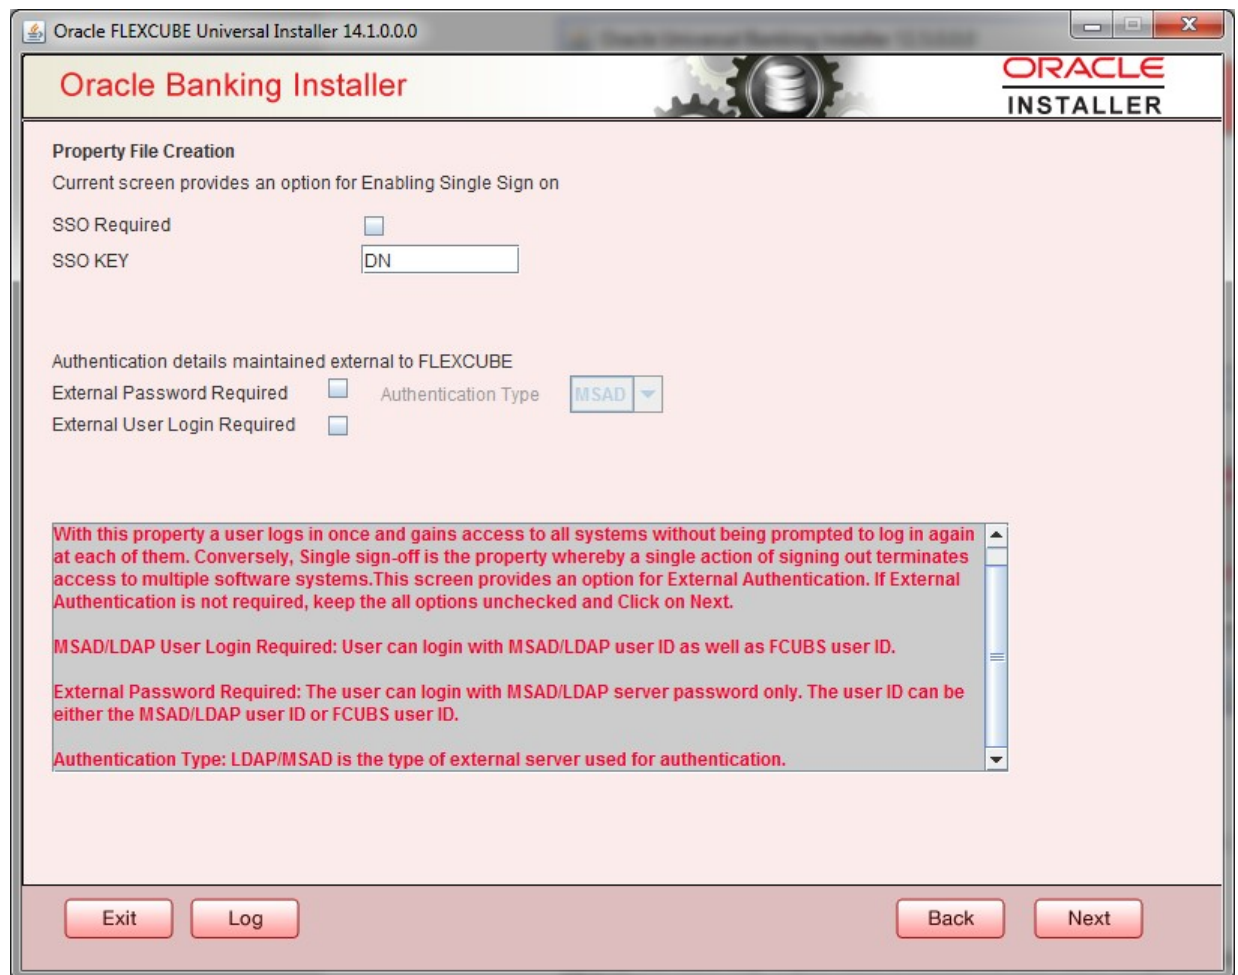 Oracle FLEXCUBE Universal Installer 14.1.0.0.0
Oracle Banking Installer
ORACLE
INSTALLER
Property File Creation
Current screen provides an option for Enabling Single Sign on
SSO Required
SSO KEY DN
Authentication details maintained external to FLEXCUBE
External Password Required Authentication Type MSAD
External User Login Required
With this property a user logs in once and gains access to all systems without being prompted to log in again
at each of them. Conversely, Single sign-off is the property whereby a single action of signing out terminates
access to multiple software systems.This screen provides an option for External Authentication. If External
Authentication is not required, keep the all options unchecked and Click on Next.
MSAD/LDAP User Login Required: User can login with MSAD/LDAP user ID as well as FCUBS user ID.
External Password Required: The user can login with MSAD/LDAP server password only. The user ID can be
either the MSAD/LDAP user ID or FCUBS user ID.
Authentication Type: LDAP/MSAD is the type of external server used for authentication.
Exit Log Back Next